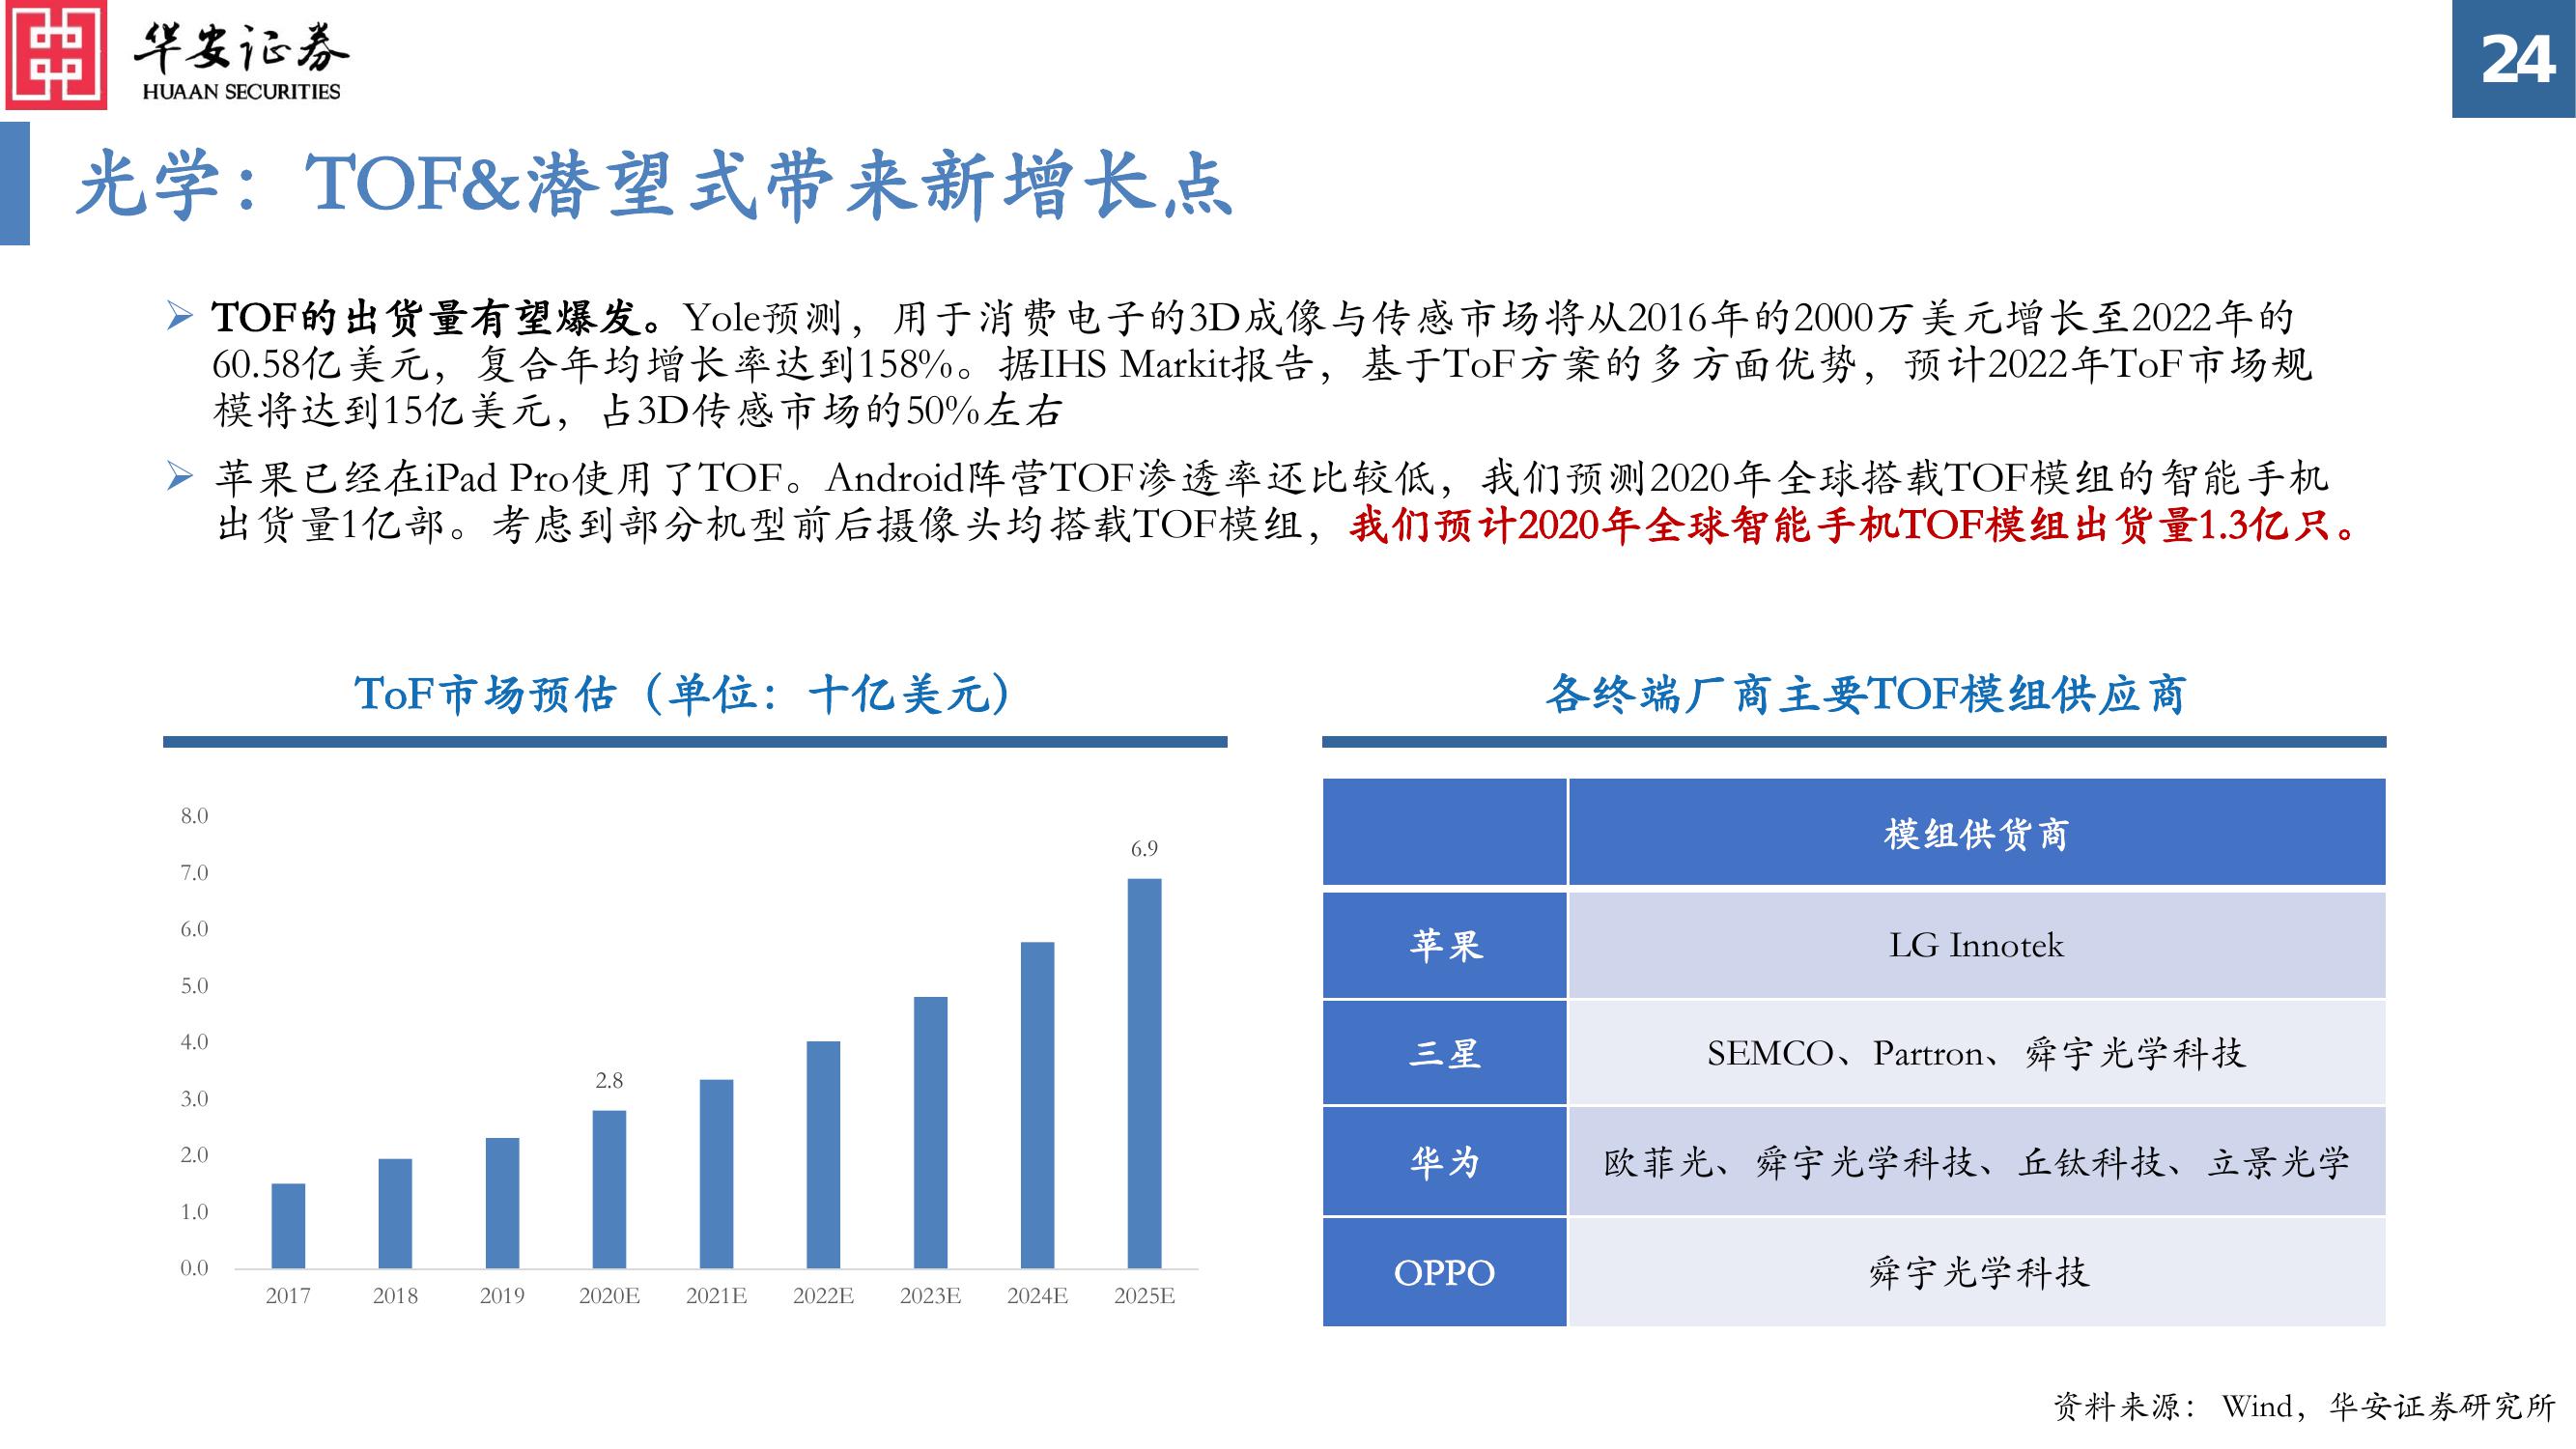 华安证券
HUAAN SECURITIES
24
光学：TOF&潜望式带来新增长点
TOF的出货量有望爆发。Yole预测，用于消费电子的3D成像与传感市场将从2016年的2000万美元增长至2022年的
60.58亿美元，复合年均增长率达到158%。据IHS Markit报告，基于ToF方案的多方面优势，预计2022年ToF市场规
模将达到15亿美元，占3D传感市场的50%左右
苹果已经在iPad Pro使用了TOF。Android阵营TOF渗透率还比较低，我们预测2020年全球搭载TOF模组的智能手机
出货量1亿部。考虑到部分机型前后摄像头均搭载TOF模组，我们预计2020年全球智能手机TOF模组出货量1.3亿只。
ToF市场预估（单位：十亿美元）
8.0
7.0
6.0
5.0
4.0
3.0
2.0
1.0
0.0
2.8
6.9
2017 2018 2019 2020E 2021E 2022E 2023E 2024E 2025E
各终端厂商主要TOF模组供应商
模组供货商
苹果 LG Innotek
三星 SEMCO、Partron、舜宇光学科技
华为 欧菲光、舜宇光学科技、丘钛科技、立景光学
OPPO 舜宇光学科技
资料来源：Wind，华安证券研究所